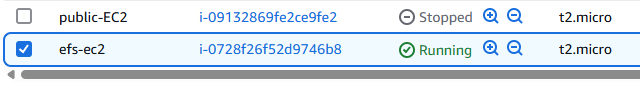 public-EC2 i-09132869fe2ce9fe2 Stopped t2.micro
efs-ec2 i-0728f26f52d9746b8 Running t2.micro